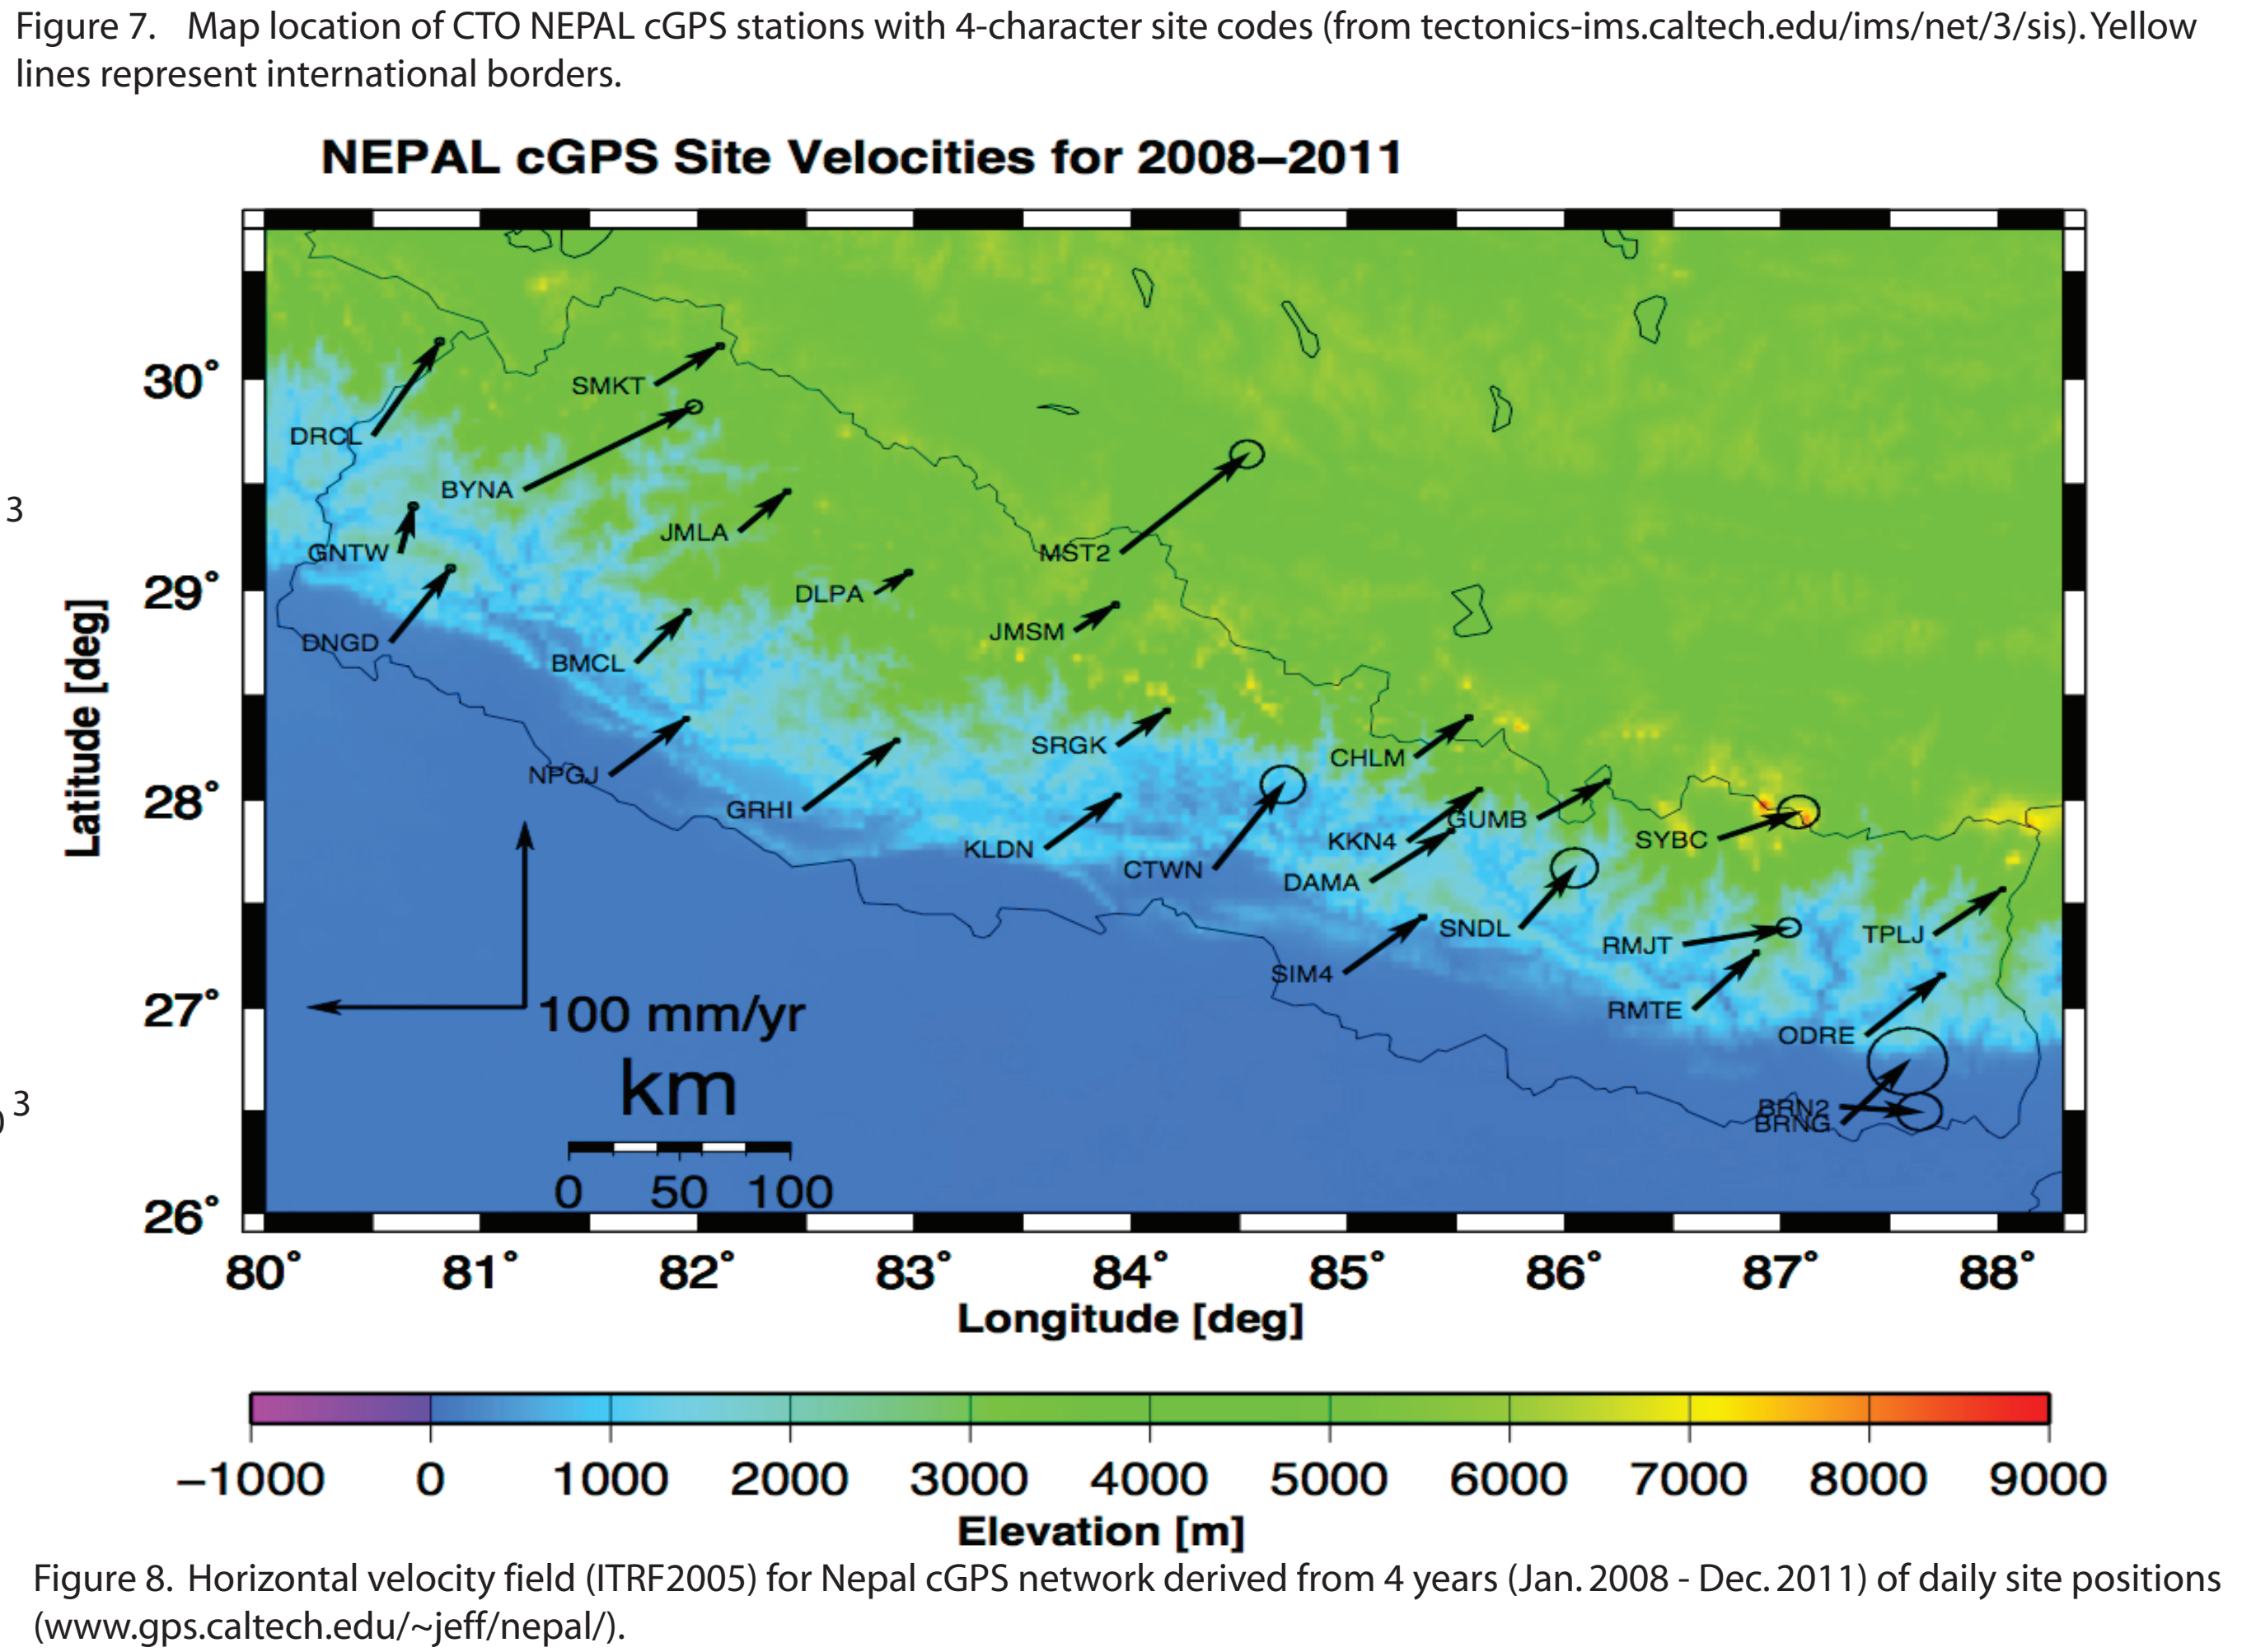 Figure 7. Map location of CTO NEPAL cGPS stations with 4-character site codes (from tectonics-ims.caltech.edu/ims/net/3/sis). Yellow
lines represent international borders.
NEPAL cGPS Site Velocities for 2008–2011
30°
29°
28°
27°
26°
Latitude [deg]
3
3
DRCL
SMKT
BYNA
JMLA
GNTW
MST2
DLPA
JMSM
DNGD
BMCL
SRGK
CHLM
NPGJ
GRHI
GUMB
KKN4
SYBC
KLDN
CTWN
DAMA
SNDL
RMJT
TPLJ
SIM4
RMTE
ODRE
BRN2
BRNG
100 mm/yr
km
0 50 100
80° 81° 82° 83° 84° 85° 86° 87° 88°
Longitude [deg]
−1000 0 1000 2000 3000 4000 5000 6000 7000 8000 9000
Elevation [m]
Figure 8. Horizontal velocity field (ITRF2005) for Nepal cGPS network derived from 4 years (Jan. 2008 - Dec. 2011) of daily site positions
(www.gps.caltech.edu/~jeff/nepal/).